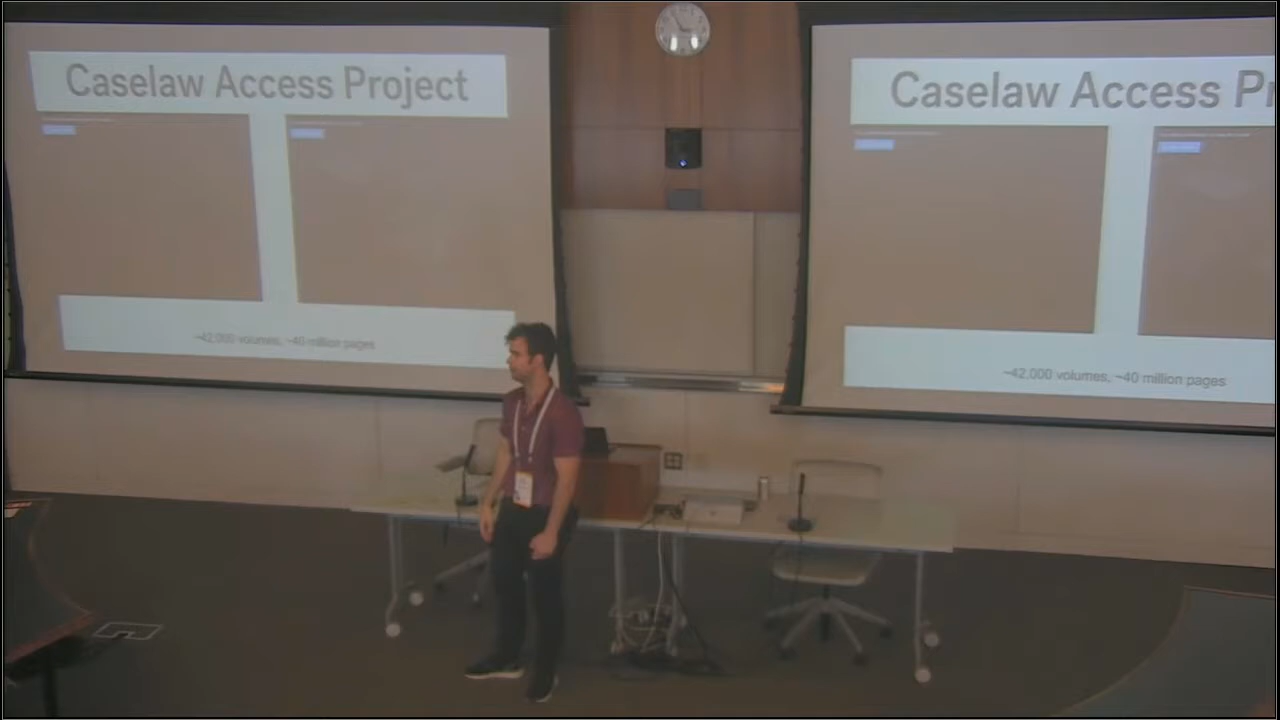 Caselaw Access Project
~42,000 volumes, ~40 million pages
Caselaw Access Pr
~42,000 volumes, ~40 million pages